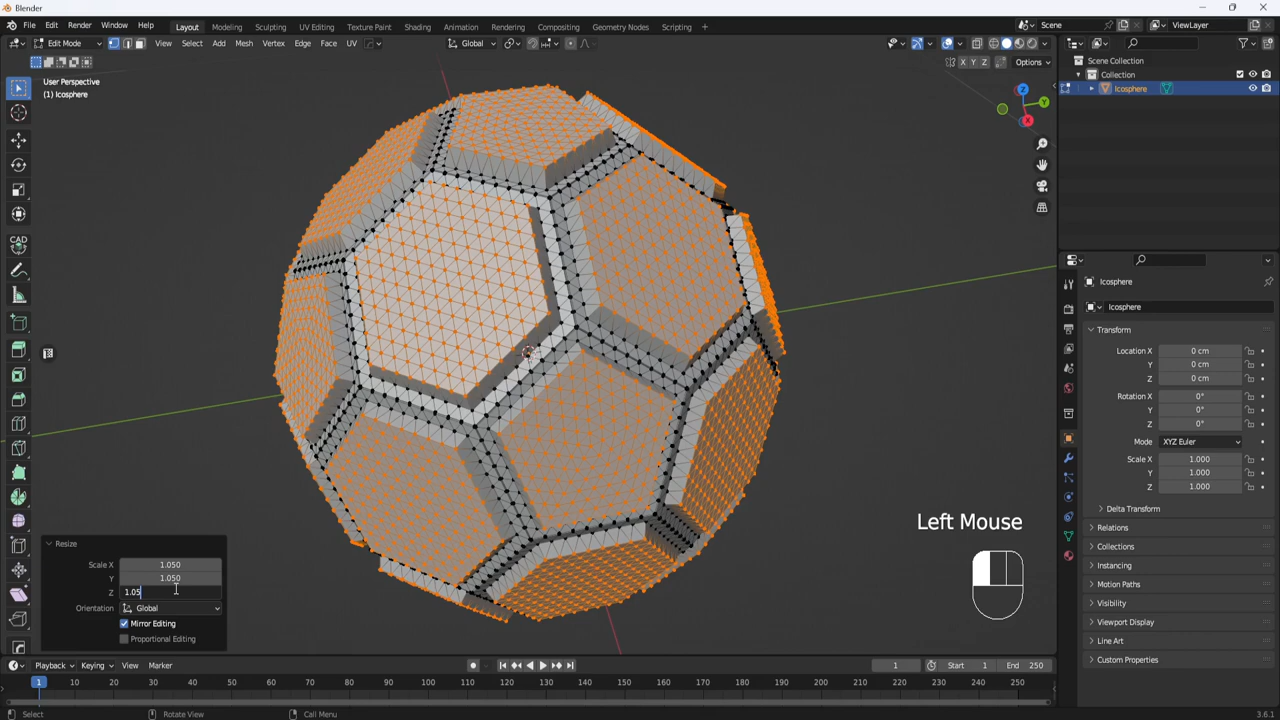 Blender
File Edit Render Window Help
Layout Modeling Sculpting UV Editing Texture Paint Shading Animation Rendering Compositing Geometry Nodes Scripting +
Scene
ViewLayer
Edit Mode
View Select Add Mesh Vertex Edge Face UV
Global
X Y Z Options
User Perspective
(1) Icosphere
Z
Y
X
Scene Collection
Collection
Icosphere
CAD
Icosphere
Icosphere
Transform
Location X 0 cm
Y 0 cm
Z 0 cm
Rotation X 0°
Y 0°
Z 0°
Mode XYZ Euler
Scale X 1.000
Y 1.000
Z 1.000
Delta Transform
Relations
Collections
Instancing
Motion Paths
Visibility
Viewport Display
Line Art
Custom Properties
Left Mouse
Resize
Scale X 1.050
Y 1.050
Z 1.05
Orientation Global
Mirror Editing
Proportional Editing
Playback Keying View Marker
1 Start 1 End 250
1 10 20 30 40 50 60 70 80 90 100 110 120 130 140 150 160 170 180 190 200 210 220 230 240 250
Select Rotate View Call Menu
3.6.1